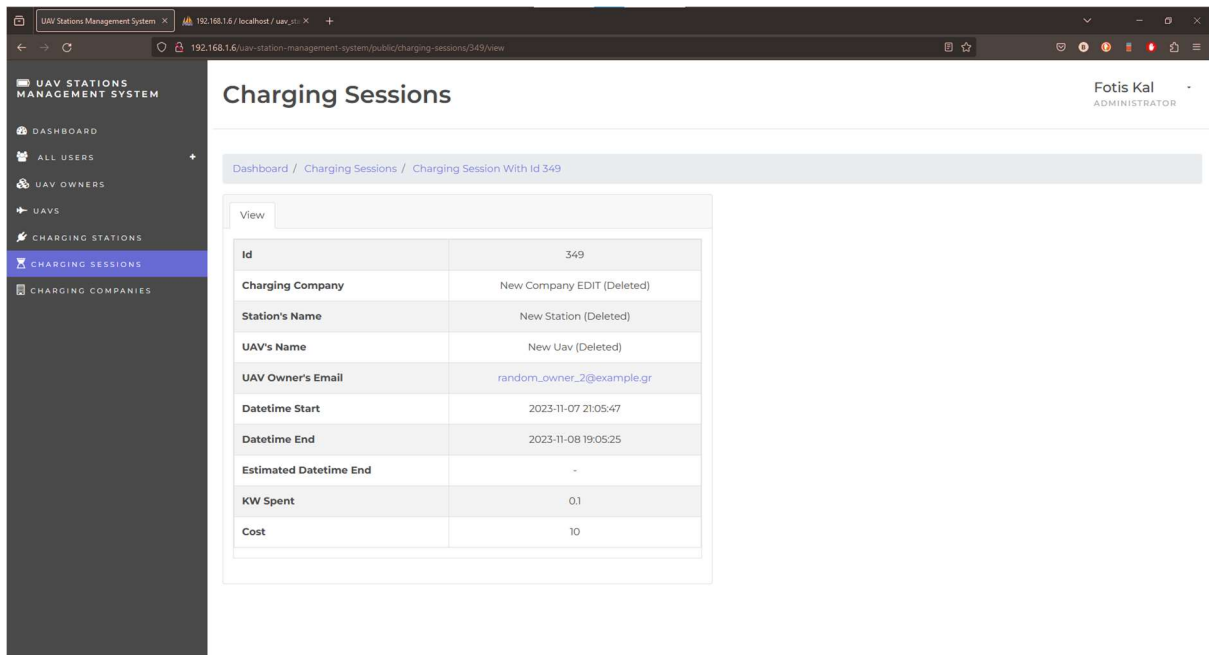 UAV Stations Management System
192.168.1.6 / localhost / uav_st
192.168.1.6/uav-station-management-system/public/charging-sessions/349/view
UAV STATIONS
MANAGEMENT SYSTEM
DASHBOARD
ALL USERS +
UAV OWNERS
UAVS
CHARGING STATIONS
CHARGING SESSIONS
CHARGING COMPANIES
Charging Sessions
Fotis Kal
ADMINISTRATOR
Dashboard / Charging Sessions / Charging Session With Id 349
View
Id 349
Charging Company New Company EDIT (Deleted)
Station's Name New Station (Deleted)
UAV's Name New Uav (Deleted)
UAV Owner's Email random_owner_2@example.gr
Datetime Start 2023-11-07 21:05:47
Datetime End 2023-11-08 19:05:25
Estimated Datetime End -
KW Spent 0.1
Cost 10